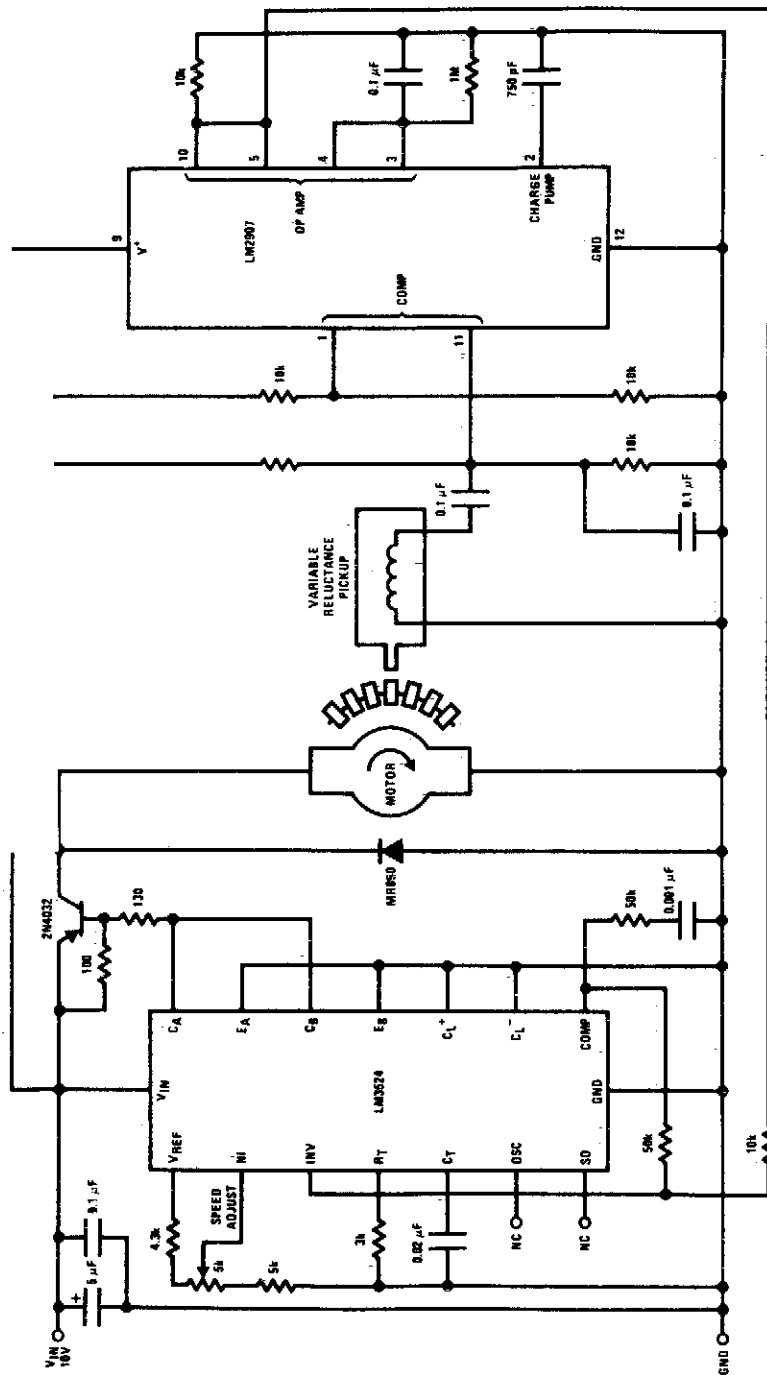 VIN
10V
5 µF
+
0.1 µF
4.3k
SPEED
ADJUST
5k
5k
3k
0.02 µF
NC
NC
GND
VREF
NI
INV
RT
CT
OSC
SD
VIN
LM3524
GND
CA
EA
CB
EB
CL+
CL-
COMP
50k
10k
50k
0.001 µF
100
130
2N4032
MR850
MOTOR
VARIABLE
RELUCTANCE
PICKUP
0.1 µF
10k
0.1 µF
10k
10k
1
11
COMP
9
V+
LM2907
OP AMP
CHARGE
PUMP
GND
12
10
5
4
3
2
10k
0.1 µF
1M
750 pF